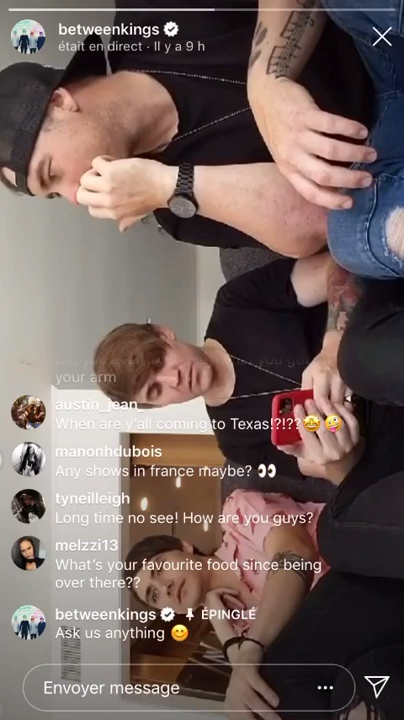 betweenkings
était en direct · Il y a 9 h
your arm
austin_jean_
When are y'all coming to Texas!?!??🤩🤪
manonhdubois
Any shows in france maybe? 👀
tyneilleigh
Long time no see! How are you guys?
melzzi13
What's your favourite food since being
over there??
betweenkings ÉPINGLÉ
Ask us anything 😊
Envoyer message